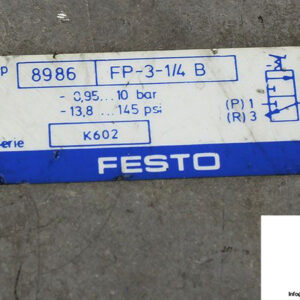 p 8986 FP-3-1/4 B
- 0,95...10 bar
- 13,8...145 psi
(P) 1
(R) 3
erie K602
FESTO